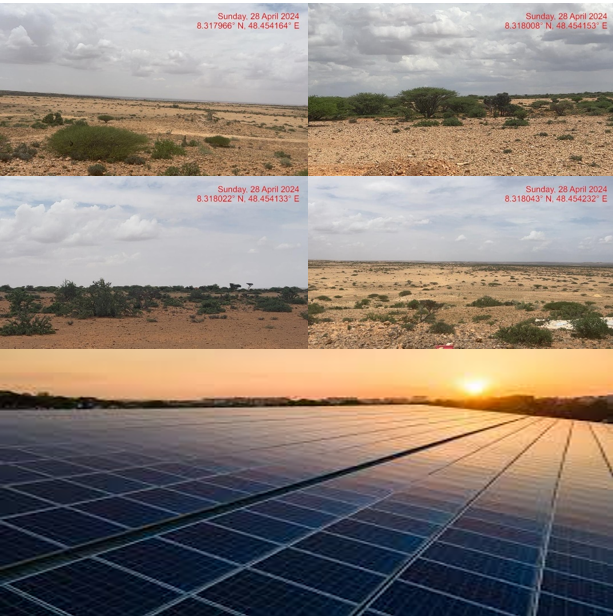 Sunday, 28 April 2024
8.317966° N, 48.454164° E
Sunday, 28 April 2024
8.318008° N, 48.454153° E
Sunday, 28 April 2024
8.318022° N, 48.454133° E
Sunday, 28 April 2024
8.318043° N, 48.454232° E